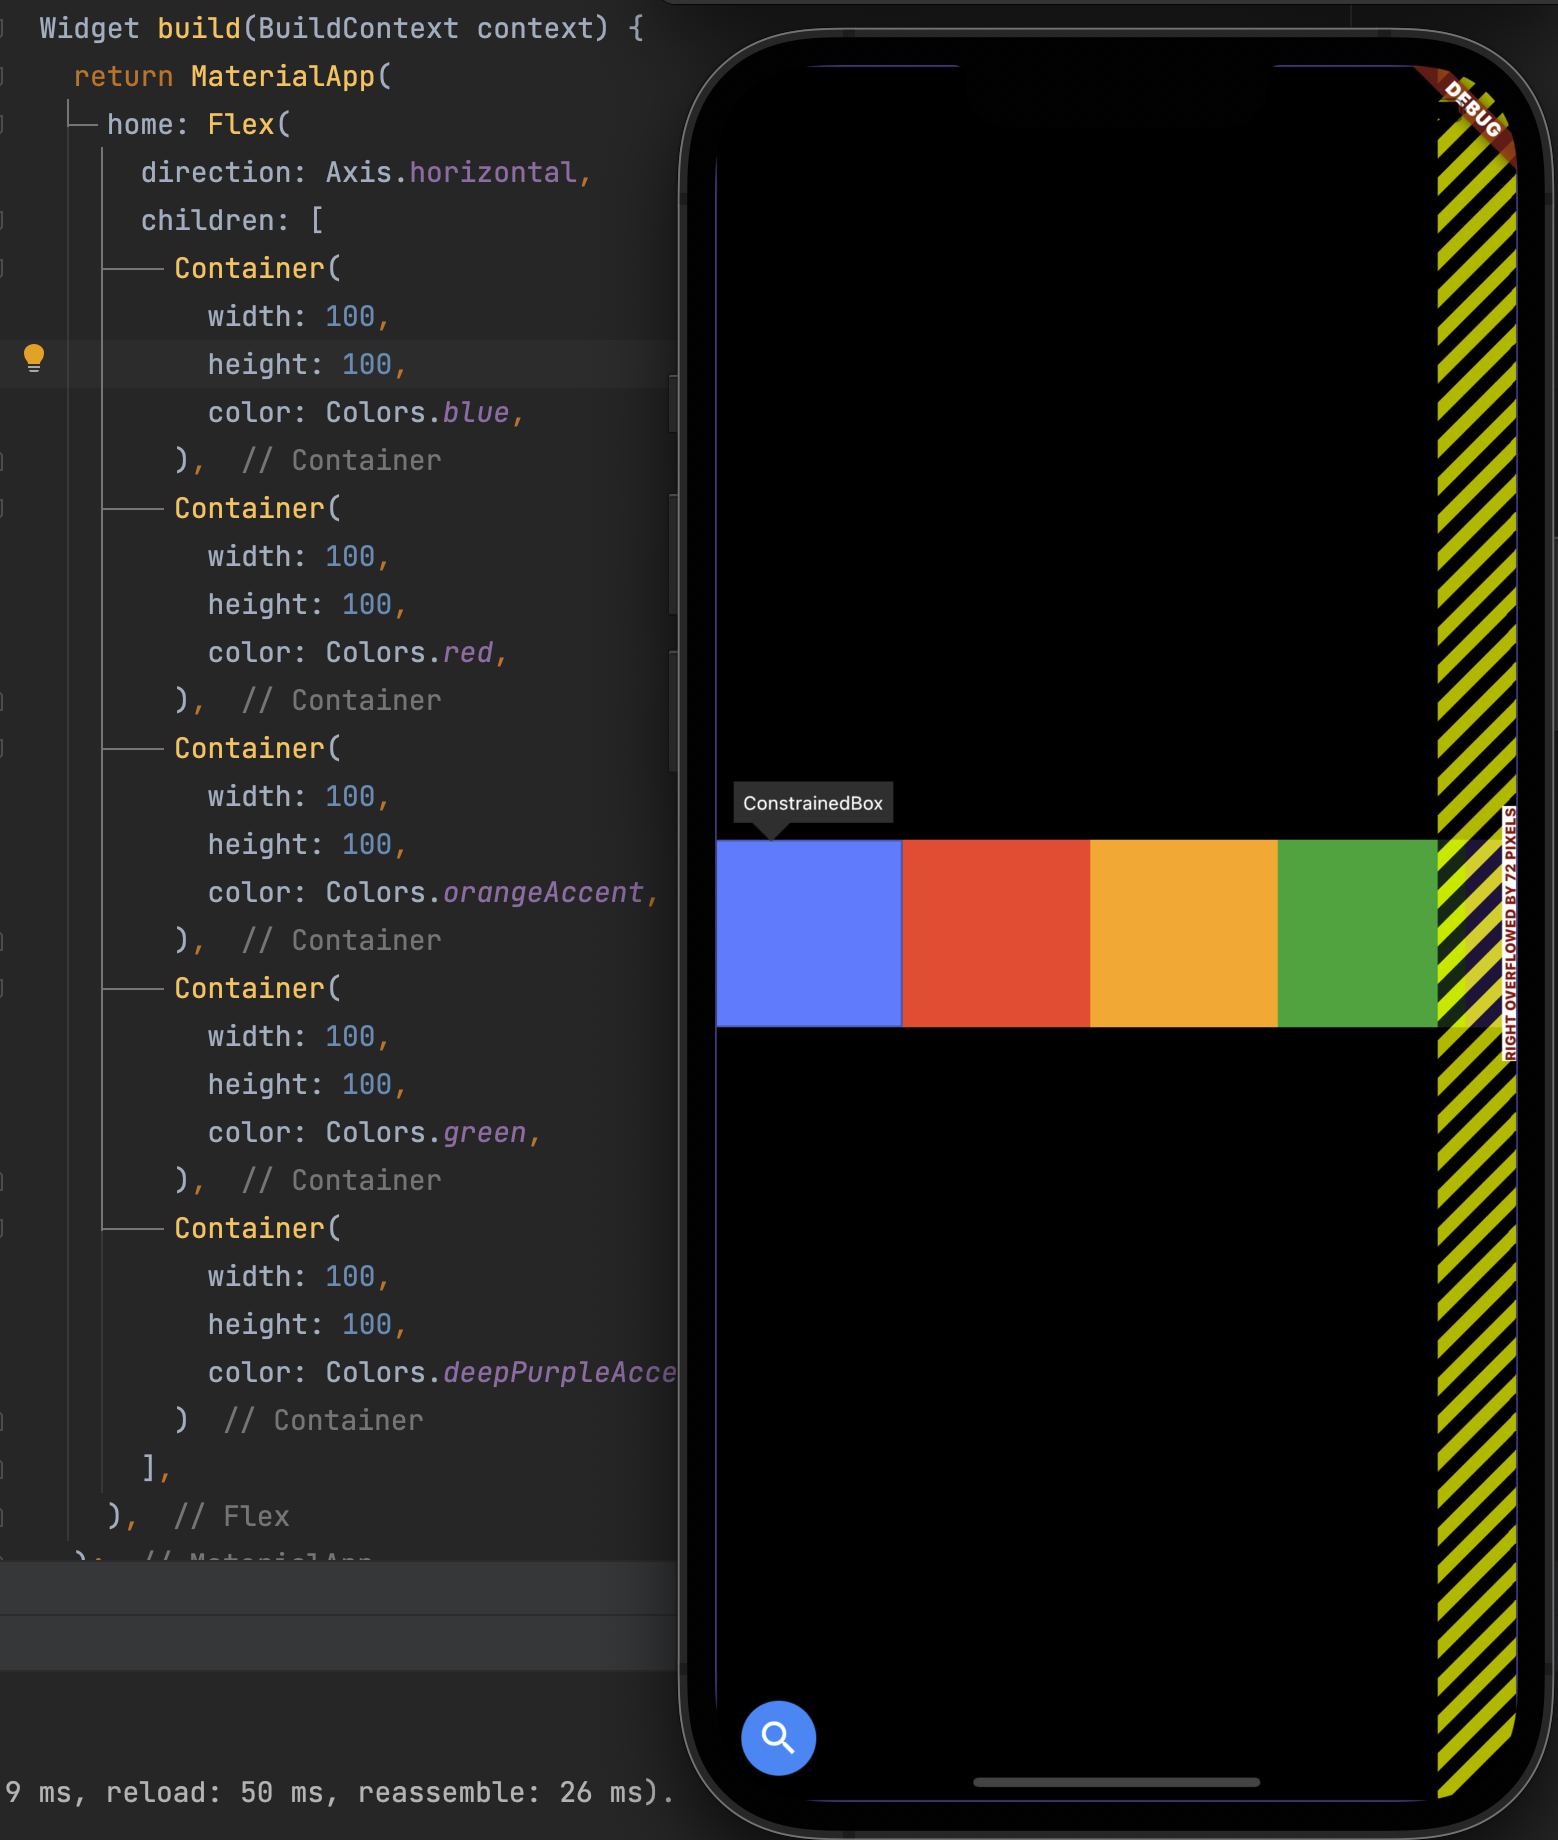 Widget build(BuildContext context) {
return MaterialApp(
home: Flex(
direction: Axis.horizontal,
children: [
Container(
width: 100,
height: 100,
color: Colors.blue,
), // Container
Container(
width: 100,
height: 100,
color: Colors.red,
), // Container
Container(
width: 100,
height: 100,
color: Colors.orangeAccent,
), // Container
Container(
width: 100,
height: 100,
color: Colors.green,
), // Container
Container(
width: 100,
height: 100,
color: Colors.deepPurpleAcce
) // Container
],
), // Flex
); // MaterialApp
9 ms, reload: 50 ms, reassemble: 26 ms).
DEBUG
ConstrainedBox
RIGHT OVERFLOWED BY 72 PIXELS